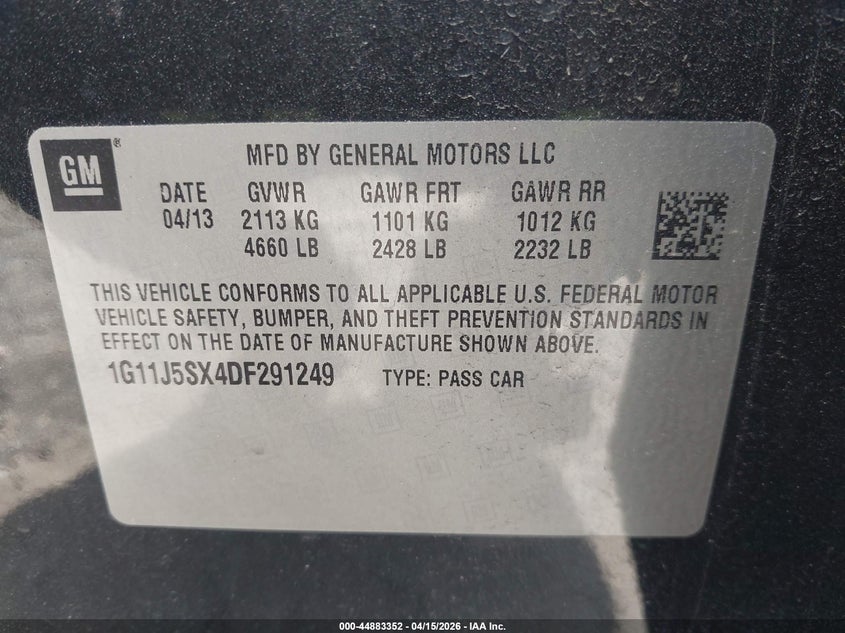 GM ®
MFD BY GENERAL MOTORS LLC
DATE GVWR GAWR FRT GAWR RR
04/13 2113 KG 1101 KG 1012 KG
4660 LB 2428 LB 2232 LB
THIS VEHICLE CONFORMS TO ALL APPLICABLE U.S. FEDERAL MOTOR
VEHICLE SAFETY, BUMPER, AND THEFT PREVENTION STANDARDS IN
EFFECT ON THE DATE OF MANUFACTURE SHOWN ABOVE.
1G11J5SX4DF291249 TYPE: PASS CAR
000-44883352 - 04/15/2026 - IAA Inc.